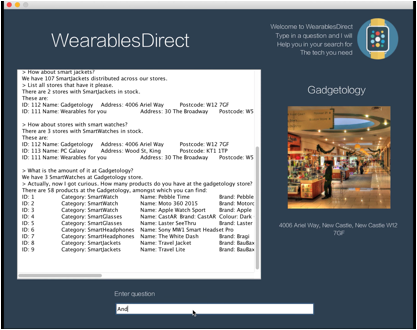 WearablesDirect
Welcome to WearablesDirect
Type in a question and I will
Help you in your search for
The tech you need
> How about smart jackets?
We have 107 SmartJackets distributed across our stores.
> List all stores that have it please.
There are 2 stores with SmartJackets in stock.
These are:
ID: 112 Name: Gadgetology Address: 4006 Ariel Way Postcode: W12 7GF
ID: 111 Name: Wearables for you Address: 30 The Broadway Postcode: W5
> How about stores with smart watches?
There are 3 stores with SmartWatches in stock.
These are:
ID: 112 Name: Gadgetology Address: 4006 Ariel Way Postcode: W12 7GF
ID: 113 Name: PC Galaxy Address: Wood St, King Postcode: KT1 1TP
ID: 111 Name: Wearables for you Address: 30 The Broadway Postcode: W5
> What is the amount of it at Gadgetology?
We have 3 SmartWatches at Gadgetology store.
> Actually, now I got curious. How many products do you have at the gadgetology store?
There are 58 products at the Gadgetology, amongst which you can find:
ID: 1 Category: SmartWatch Name: Pebble Time Brand: Pebble
ID: 2 Category: SmartWatch Name: Moto 360 2015 Brand: Motoro
ID: 3 Category: SmartWatch Name: Apple Watch Sport Brand: Apple
ID: 4 Category: SmartGlasses Name: CastAR Brand: CastAR Colour: Dark
ID: 5 Category: SmartGlasses Name: Laster SeeThru Brand: Laster
ID: 6 Category: SmartHeadphones Name: Sony MW1 Smart Headset Pro
ID: 7 Category: SmartHeadphones Name: The White Dash Brand: Bragi
ID: 8 Category: SmartJackets Name: Travel Jacket Brand: BauBax
ID: 9 Category: SmartJackets Name: Travel Lite Brand: BauBax
Gadgetology
4006 Ariel Way, New Castle, New Castle W12
7GF
Enter question
And